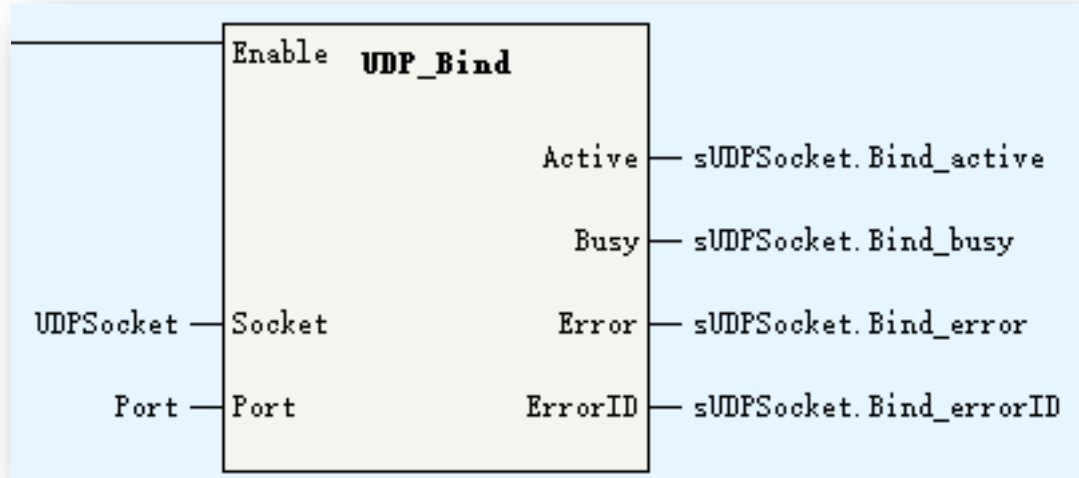 Enable UDP_Bind
Active sUDPSocket.Bind_active
Busy sUDPSocket.Bind_busy
UDPSocket Socket Error sUDPSocket.Bind_error
Port Port ErrorID sUDPSocket.Bind_errorID